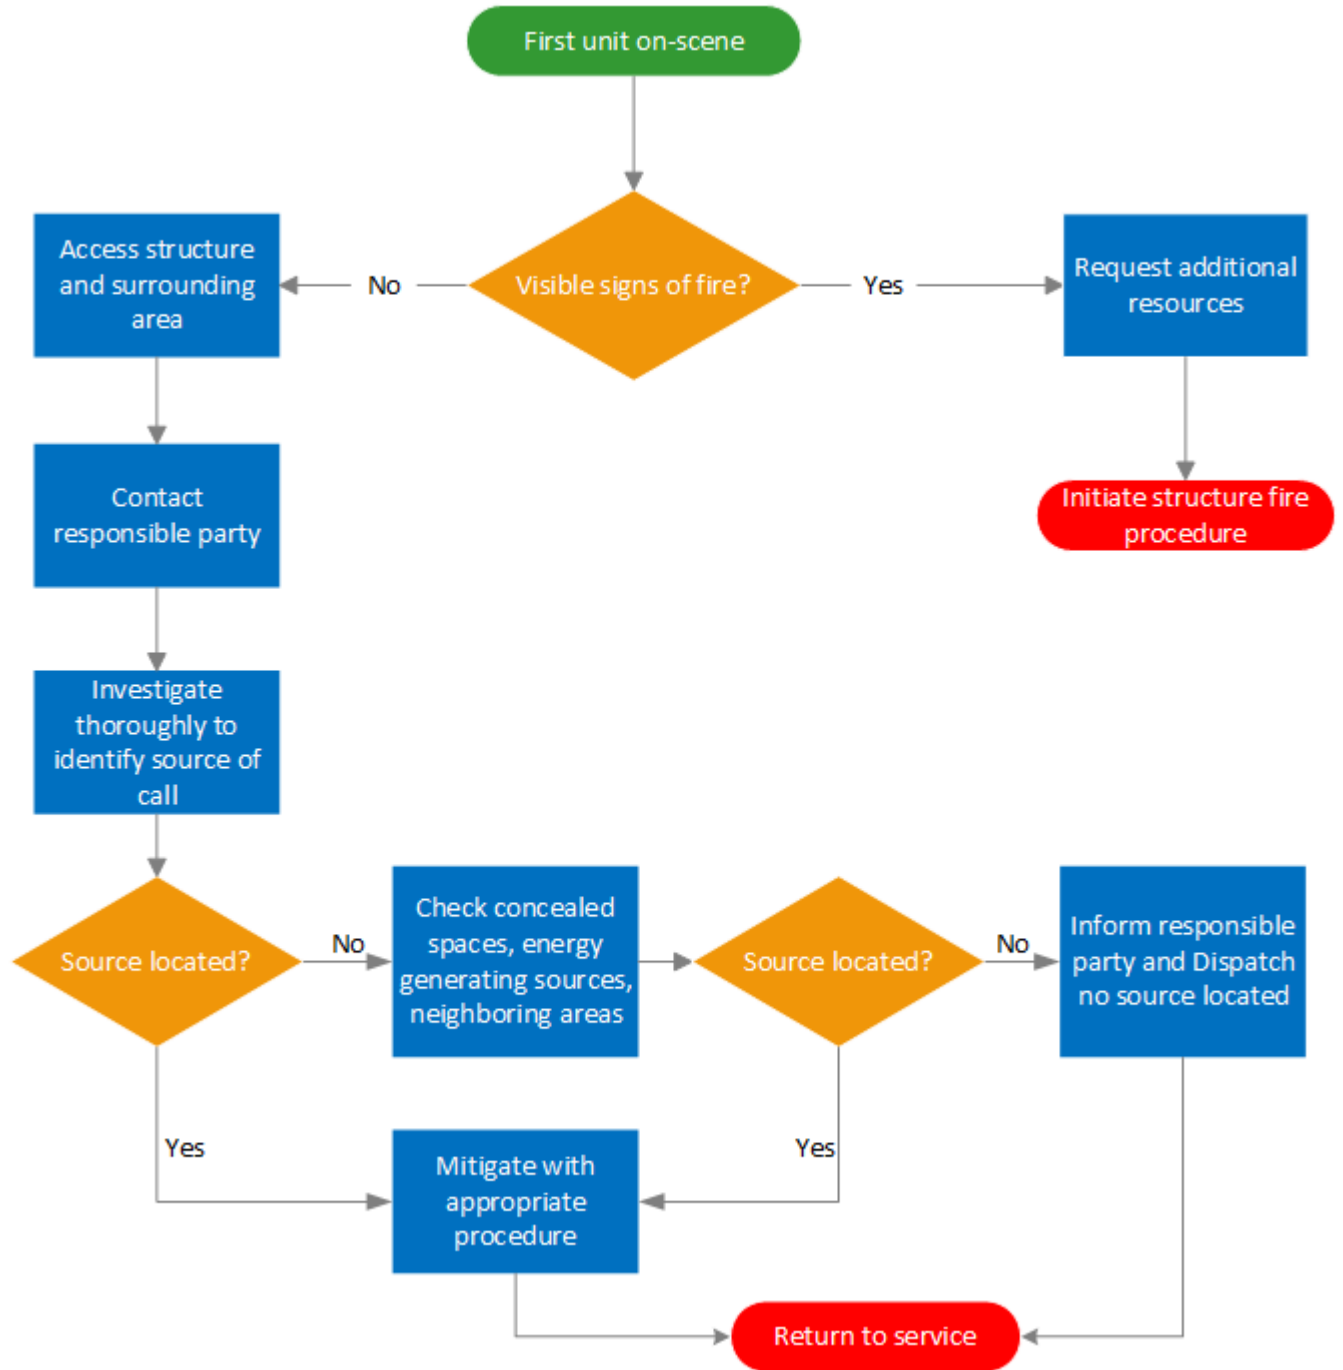 First unit on-scene
Access structure
and surrounding
area
No
Visible signs of fire?
Yes
Request additional
resources
Contact
responsible party
Initiate structure fire
procedure
Investigate
thoroughly to
identify source of
call
Source located?
No
Check concealed
spaces, energy
generating sources,
neighboring areas
Source located?
No
Inform responsible
party and Dispatch
no source located
Yes
Mitigate with
appropriate
procedure
Yes
Return to service